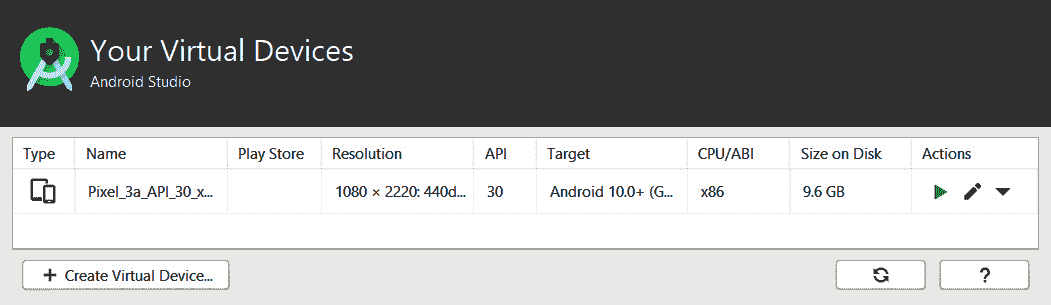 Your Virtual Devices
Android Studio
Type Name Play Store Resolution API Target CPU/ABI Size on Disk Actions
Pixel_3a_API_30_x... 1080 × 2220: 440d... 30 Android 10.0+ (G... x86 9.6 GB
+ Create Virtual Device... ?